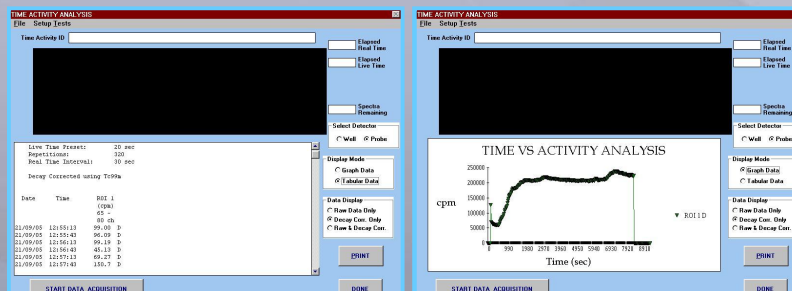 TIME ACTIVITY ANALYSIS
File Setup Tests
Time Activity ID
Elapsed
Real Time
Elapsed
Live Time
Spectra
Remaining
Select Detector
Well Probe
Live Time Preset: 20 sec
Repetitions: 320
Real Time Interval: 30 sec
Decay Corrected using Tc99m
Date Time ROI 1
(cpm)
65 -
80 ch
21/09/05 12:55:13 99.00 D
21/09/05 12:55:43 96.09 D
21/09/05 12:56:13 99.19 D
21/09/05 12:56:43 45.13 D
21/09/05 12:57:13 69.27 D
21/09/05 12:57:43 150.7 D
Display Mode
Graph Data
Tabular Data
Data Display
Raw Data Only
Decay Corr. Only
Raw & Decay Corr.
PRINT
START DATA ACQUISITION
DONE
TIME ACTIVITY ANALYSIS
File Setup Tests
Time Activity ID
Elapsed
Real Time
Elapsed
Live Time
Spectra
Remaining
Select Detector
Well Probe
TIME VS ACTIVITY ANALYSIS
250000
200000
150000
100000
50000
0
cpm
0 990 1980 2970 3960 4950 5940 6930 7920 8910
Time (sec)
ROI 1 D
Display Mode
Graph Data
Tabular Data
Data Display
Raw Data Only
Decay Corr. Only
Raw & Decay Corr.
PRINT
START DATA ACQUISITION
DONE